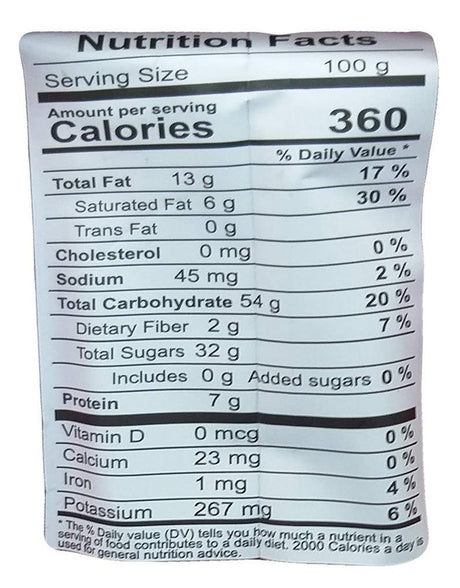 Nutrition Facts
Serving Size 100 g
Amount per serving
Calories 360
% Daily Value *
Total Fat 13 g 17 %
Saturated Fat 6 g 30 %
Trans Fat 0 g
Cholesterol 0 mg 0 %
Sodium 45 mg 2 %
Total Carbohydrate 54 g 20 %
Dietary Fiber 2 g 7 %
Total Sugars 32 g
Includes 0 g Added sugars 0 %
Protein 7 g
Vitamin D 0 mcg 0 %
Calcium 23 mg 0 %
Iron 1 mg 4 %
Potassium 267 mg 6 %
* The % Daily value (DV) tells you how much a nutrient in a
serving of food contributes to a daily diet. 2000 Calories a day is
used for general nutrition advice.